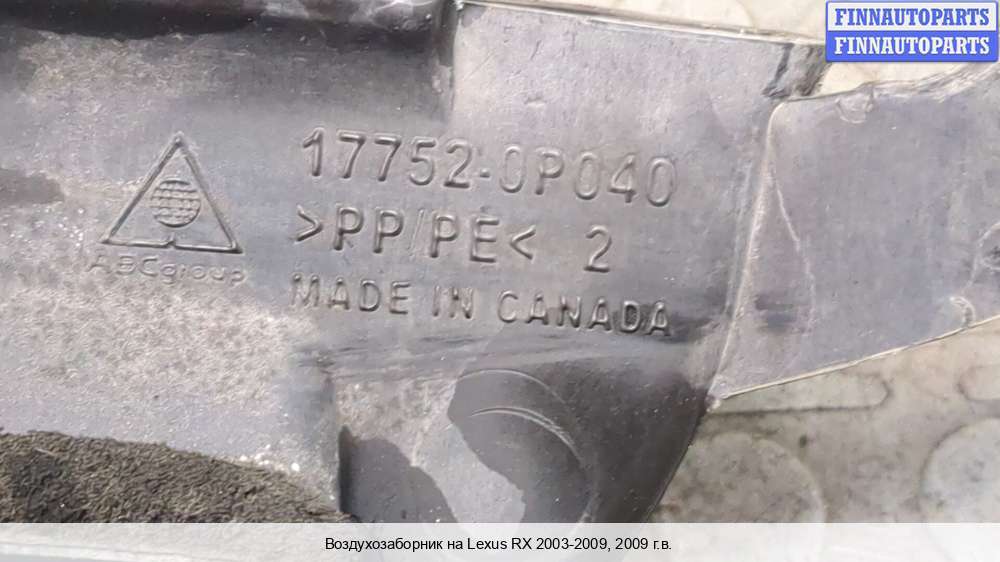 FINNAUTOPARTS
FINNAUTOPARTS
17752-0P040
>PP/PE< 2
ABCgroup
MADE IN CANADA
Воздухозаборник на Lexus RX 2003-2009, 2009 г.в.